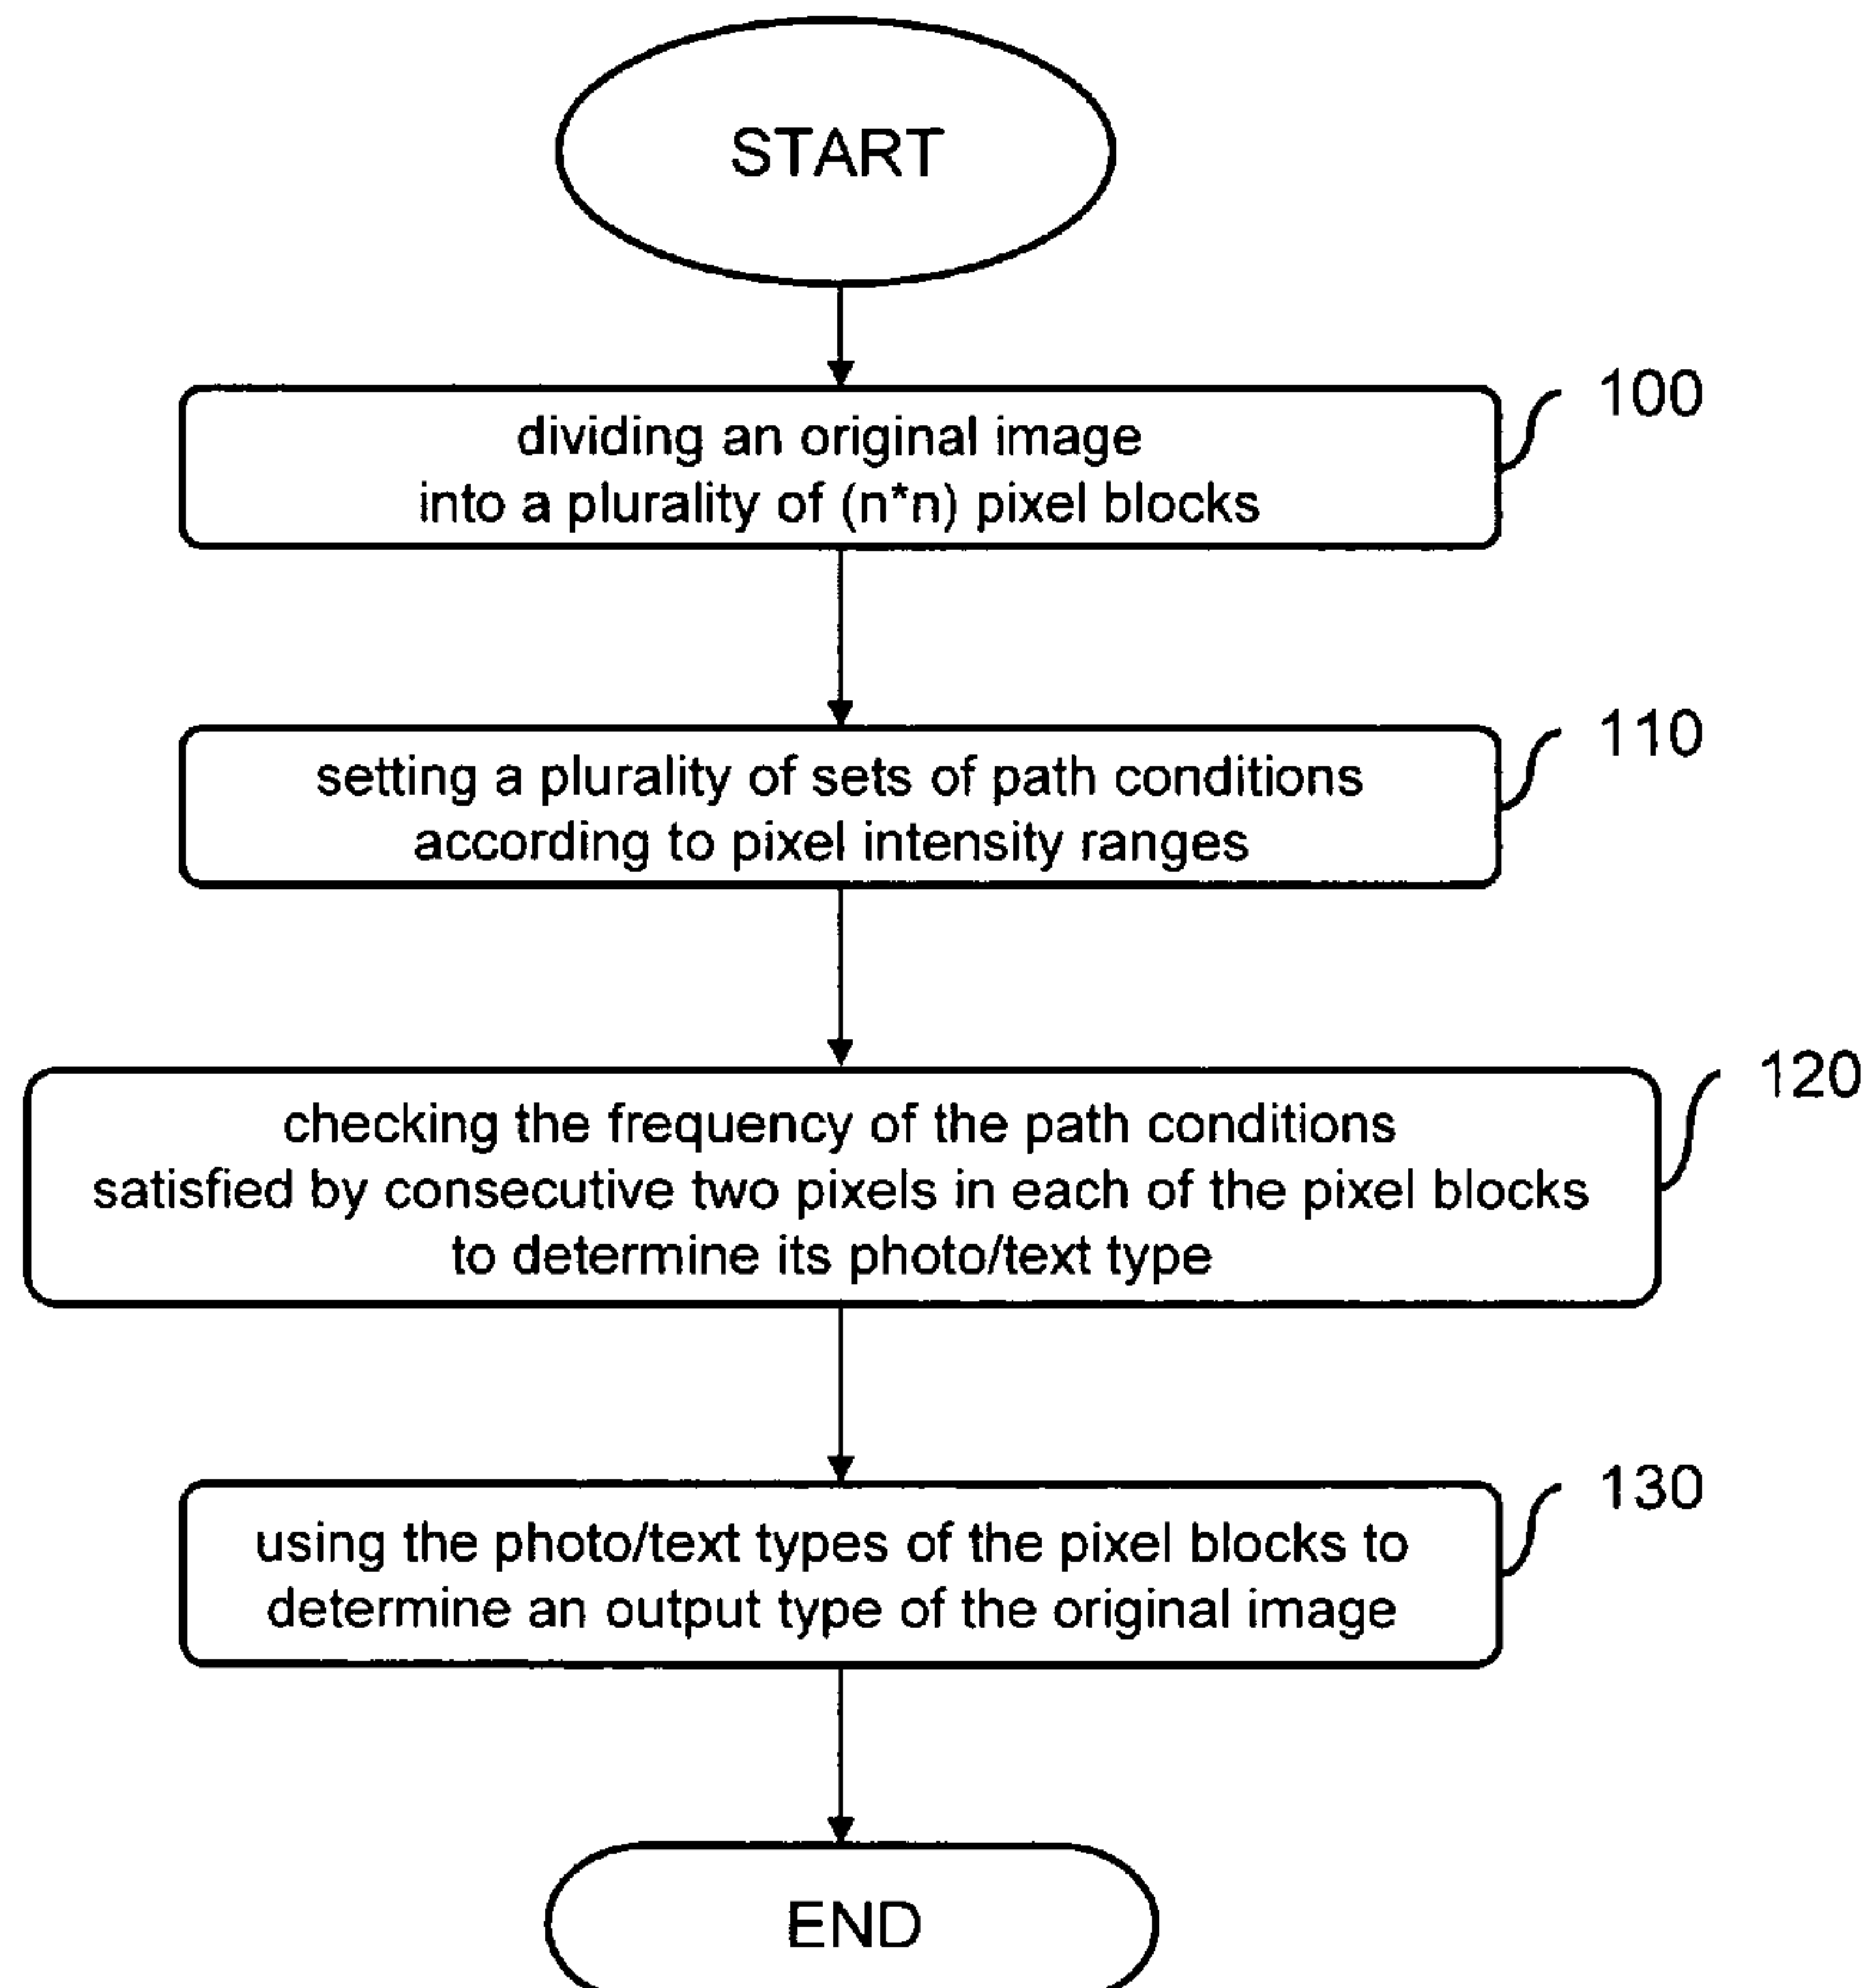 START
100
dividing an original image
into a plurality of (n*n) pixel blocks
110
setting a plurality of sets of path conditions
according to pixel intensity ranges
120
checking the frequency of the path conditions
satisfied by consecutive two pixels in each of the pixel blocks
to determine its photo/text type
130
using the photo/text types of the pixel blocks to
determine an output type of the original image
END